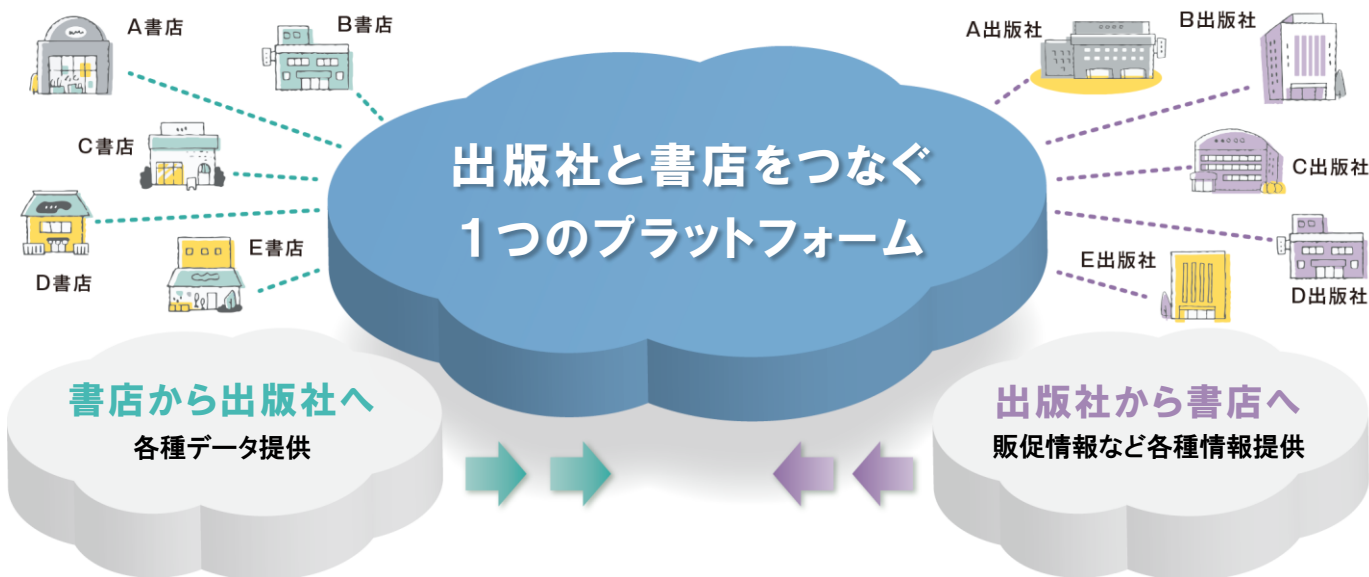 A書店
B書店
C書店
D書店
E書店
A出版社
B出版社
C出版社
D出版社
E出版社
出版社と書店をつなぐ
1つのプラットフォーム
書店から出版社へ
各種データ提供
出版社から書店へ
販促情報など各種情報提供